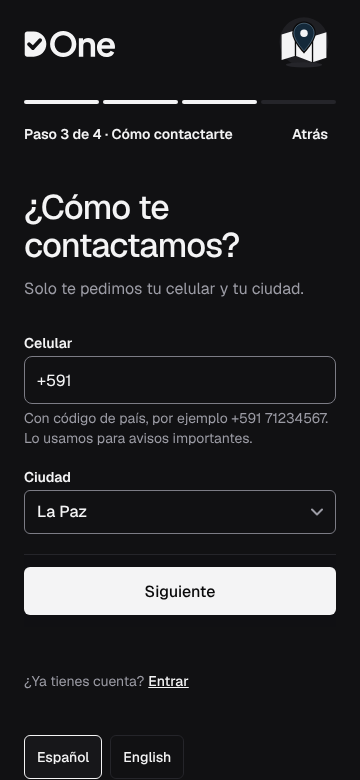 DOne
Paso 3 de 4 · Cómo contactarte
Atrás
¿Cómo te
contactamos?
Solo te pedimos tu celular y tu ciudad.
Celular
+591
Con código de país, por ejemplo +591 71234567.
Lo usamos para avisos importantes.
Ciudad
La Paz
Siguiente
¿Ya tienes cuenta? Entrar
Español
English